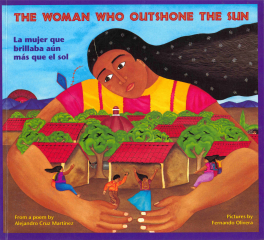 THE WOMAN WHO OUTSHONE THE SUN
La mujer que
brillaba aún
más que el sol
From a poem by
Alejandro Cruz Martinez
Pictures by
Fernando Olivera